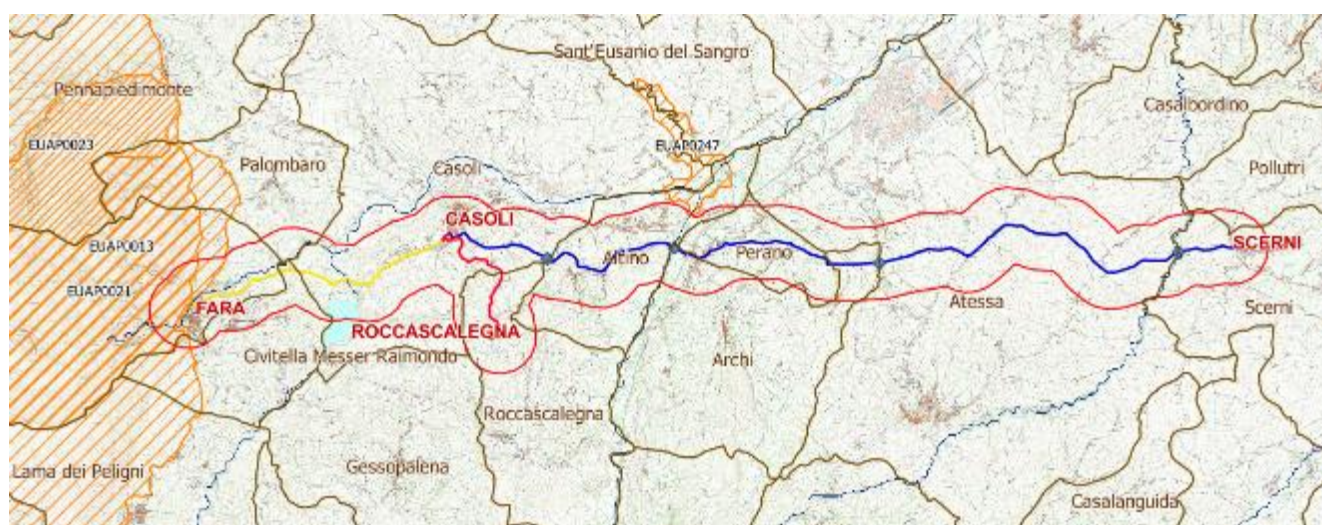 Sant'Eusanio del Sangro
Pennapiedimonte
Casalbordino
EUAP0023
EUAP0247
Palombaro
Casoli
Pollutri
CASOLI
EUAP0013
SCERNI
Altino
Perano
EUAP0021
FARA
Atessa
Scerni
ROCCASCALEGNA
Civitella Messer Raimondo
Archi
Roccascalegna
Gessopalena
Lama dei Peligni
Casalanguida